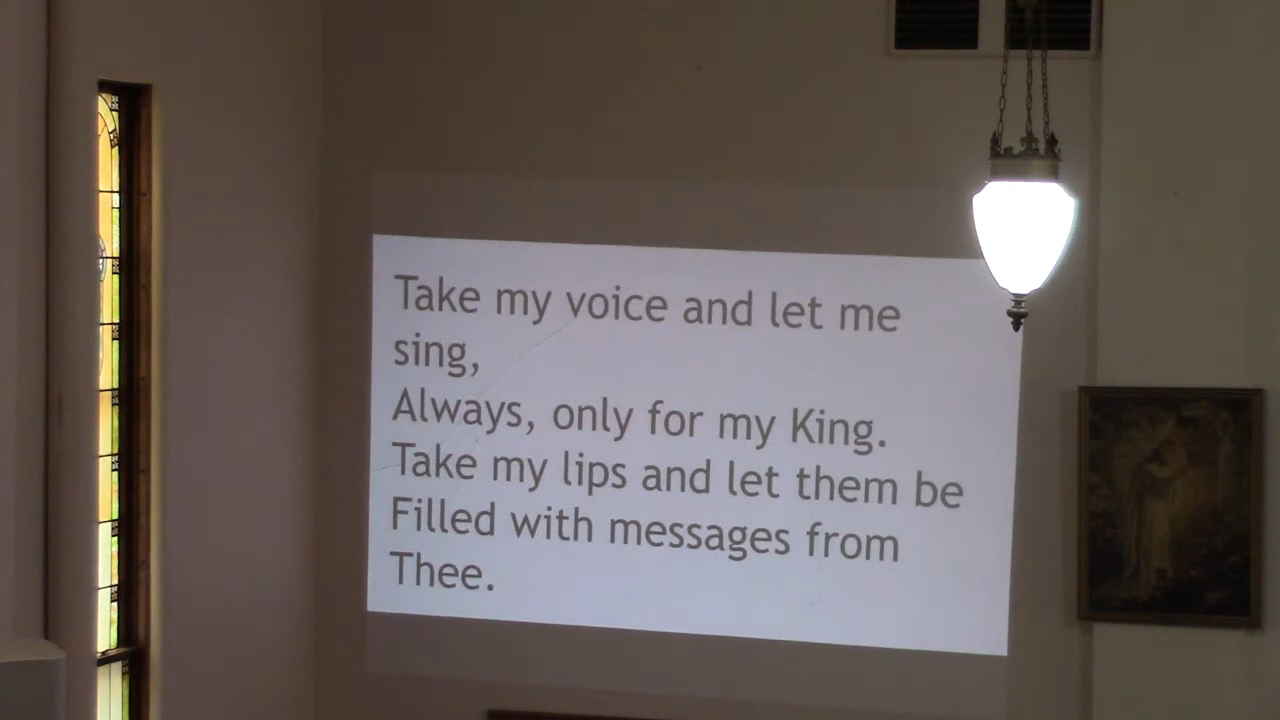 Take my voice and let me
sing,
Always, only for my King.
Take my lips and let them be
Filled with messages from
Thee.